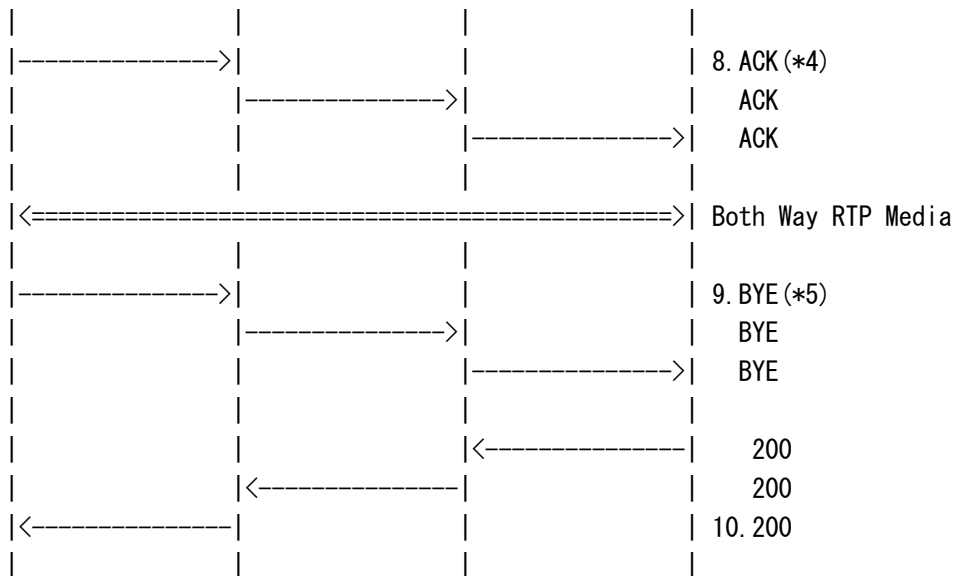 8.ACK(*4)
ACK
ACK
Both Way RTP Media
9.BYE(*5)
BYE
BYE
200
200
10.200